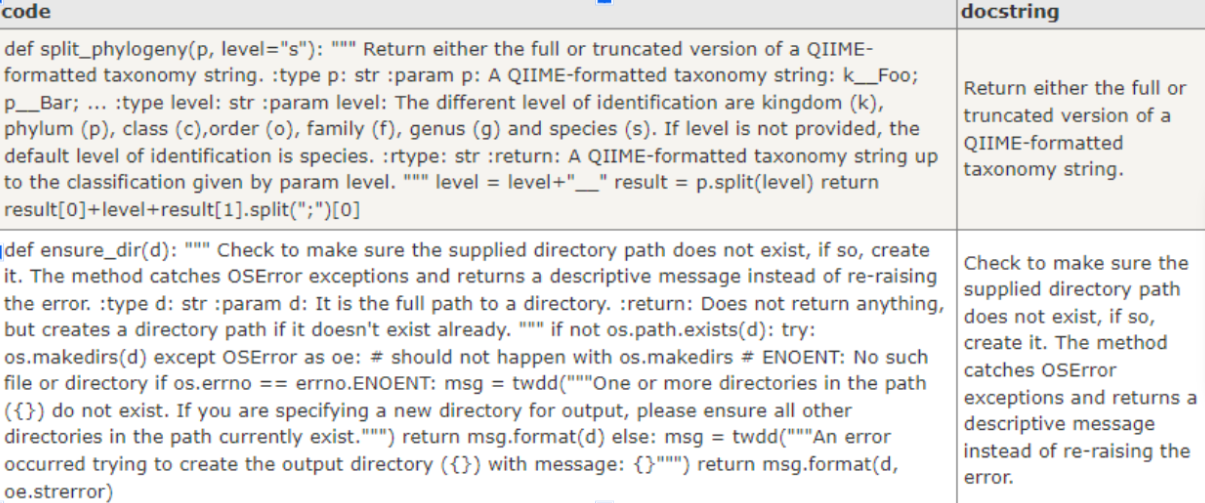 code
docstring
def split_phylogeny(p, level="s"): """ Return either the full or truncated version of a QIIME-
formatted taxonomy string. :type p: str :param p: A QIIME-formatted taxonomy string: k__Foo;
p__Bar; ... :type level: str :param level: The different level of identification are kingdom (k),
phylum (p), class (c),order (o), family (f), genus (g) and species (s). If level is not provided, the
default level of identification is species. :rtype: str :return: A QIIME-formatted taxonomy string up
to the classification given by param level. """ level = level+"__" result = p.split(level) return
result[0]+level+result[1].split(";")[0]
Return either the full or
truncated version of a
QIIME-formatted
taxonomy string.
def ensure_dir(d): """ Check to make sure the supplied directory path does not exist, if so, create
it. The method catches OSError exceptions and returns a descriptive message instead of re-raising
the error. :type d: str :param d: It is the full path to a directory. :return: Does not return anything,
but creates a directory path if it doesn't exist already. """ if not os.path.exists(d): try:
os.makedirs(d) except OSError as oe: # should not happen with os.makedirs # ENOENT: No such
file or directory if os.errno == errno.ENOENT: msg = twdd("""One or more directories in the path
({}) do not exist. If you are specifying a new directory for output, please ensure all other
directories in the path currently exist.""") return msg.format(d) else: msg = twdd("""An error
occurred trying to create the output directory ({}) with message: {}""") return msg.format(d,
oe.strerror)
Check to make sure the
supplied directory path
does not exist, if so,
create it. The method
catches OSError
exceptions and returns a
descriptive message
instead of re-raising the
error.